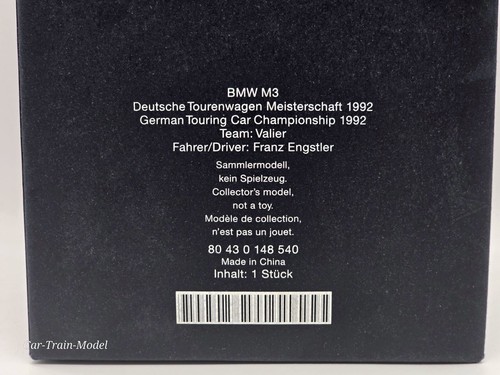 BMW M3
Deutsche Tourenwagen Meisterschaft 1992
German Touring Car Championship 1992
Team: Valier
Fahrer/Driver: Franz Engstler
Sammlermodell,
kein Spielzeug.
Collector's model,
not a toy.
Modèle de collection,
n'est pas un jouet.
80 43 0 148 540
Made in China
Inhalt: 1 Stück
ar-Train-Model